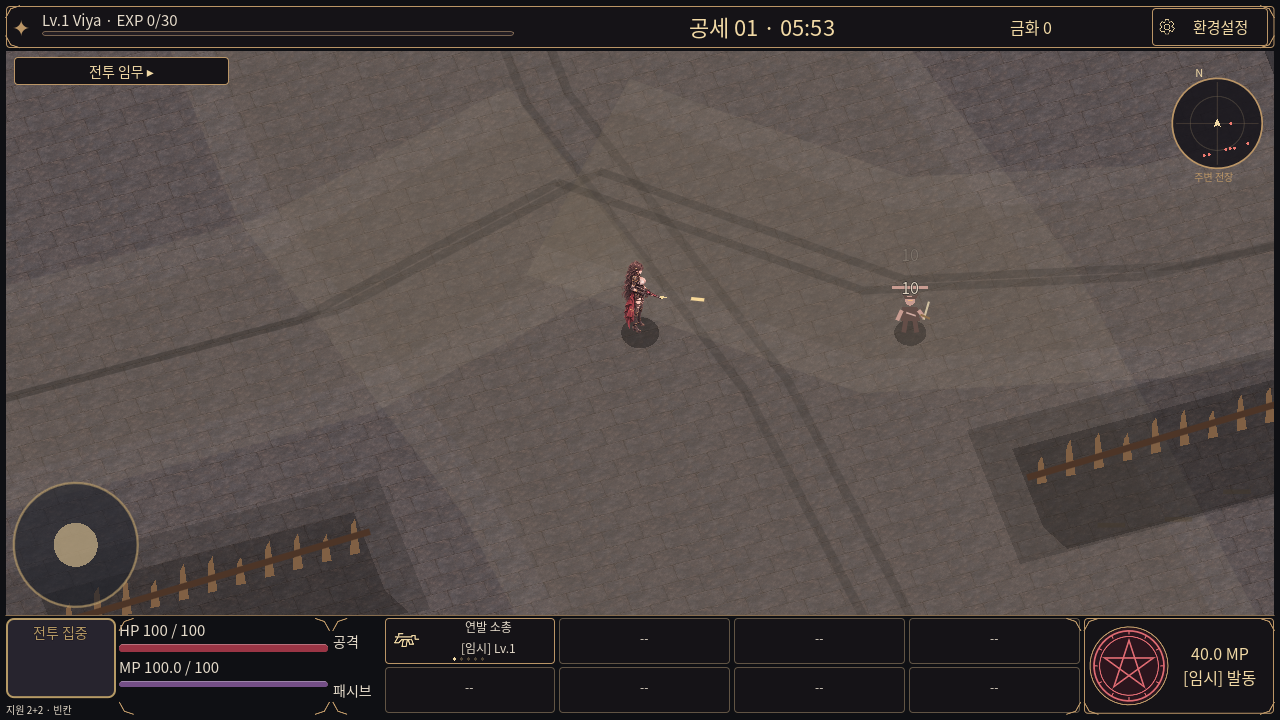 Lv.1 Viya · EXP 0/30
공세 01 · 05:53
금화 0
환경설정
전투 임무 ▸
N
주변 전장
10
10
전투 집중
HP 100 / 100
MP 100.0 / 100
지원 2+2 · 빈칸
공격
패시브
연발 소총
[임시] Lv.1
--
--
--
--
--
--
--
40.0 MP
[임시] 발동